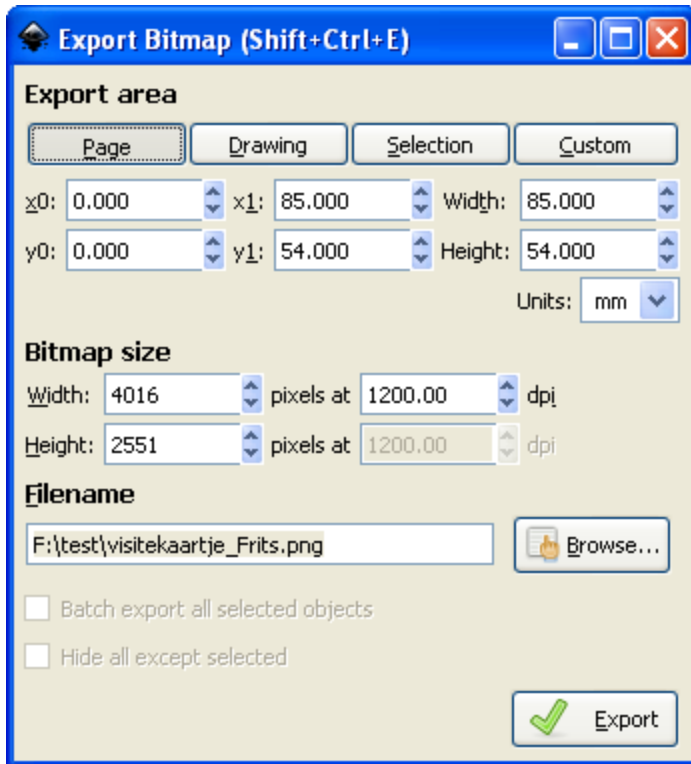 Export Bitmap (Shift+Ctrl+E)
Export area
Page Drawing Selection Custom
x0: 0.000 x1: 85.000 Width: 85.000
y0: 0.000 y1: 54.000 Height: 54.000
Units: mm
Bitmap size
Width: 4016 pixels at 1200.00 dpi
Height: 2551 pixels at 1200.00 dpi
Filename
F:\test\visitekaartje_Frits.png Browse...
Batch export all selected objects
Hide all except selected
Export